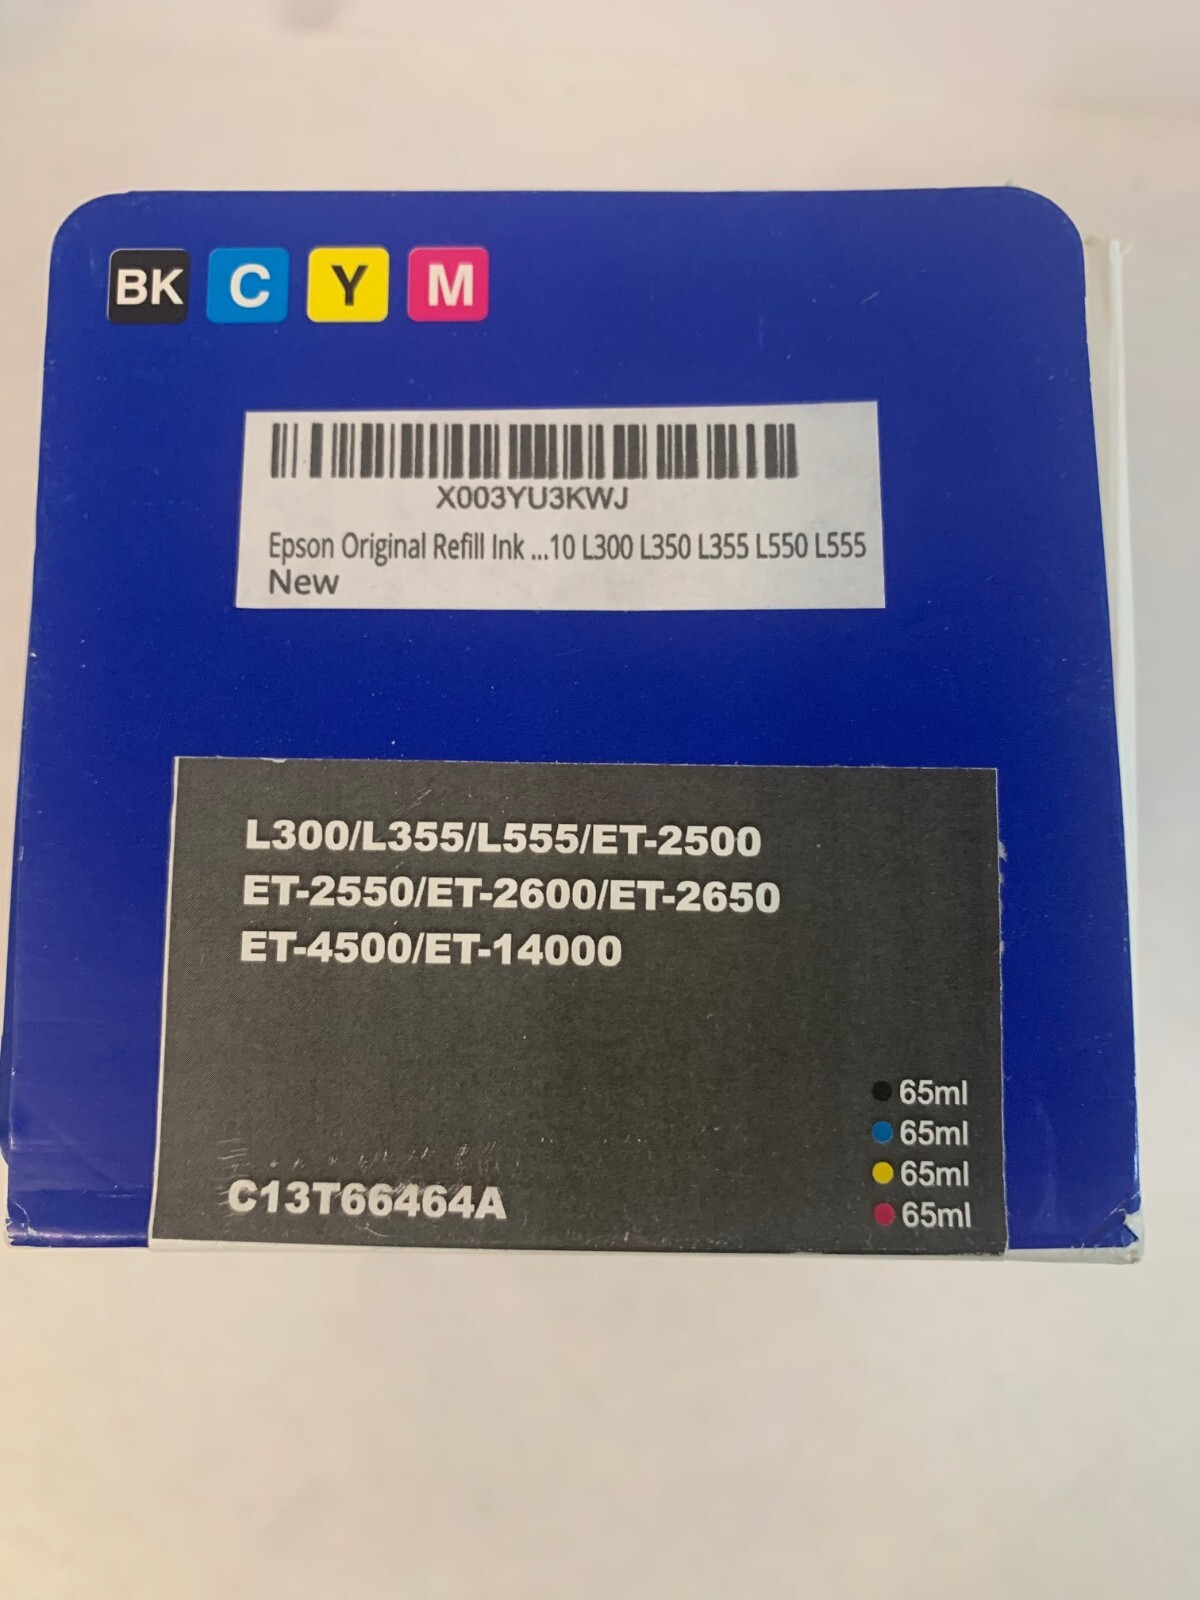 BK C Y M
X003YU3KWJ
Epson Original Refill Ink ...10 L300 L350 L355 L550 L555
New
L300/L355/L555/ET-2500
ET-2550/ET-2600/ET-2650
ET-4500/ET-14000
65ml
65ml
65ml
65ml
C13T66464A